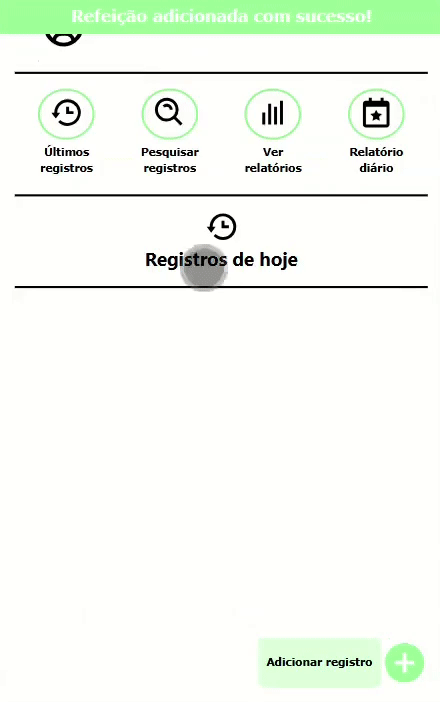 Refeição adicionada com sucesso!
Últimos registros
Pesquisar registros
Ver relatórios
Relatório diário
Registros de hoje
Adicionar registro